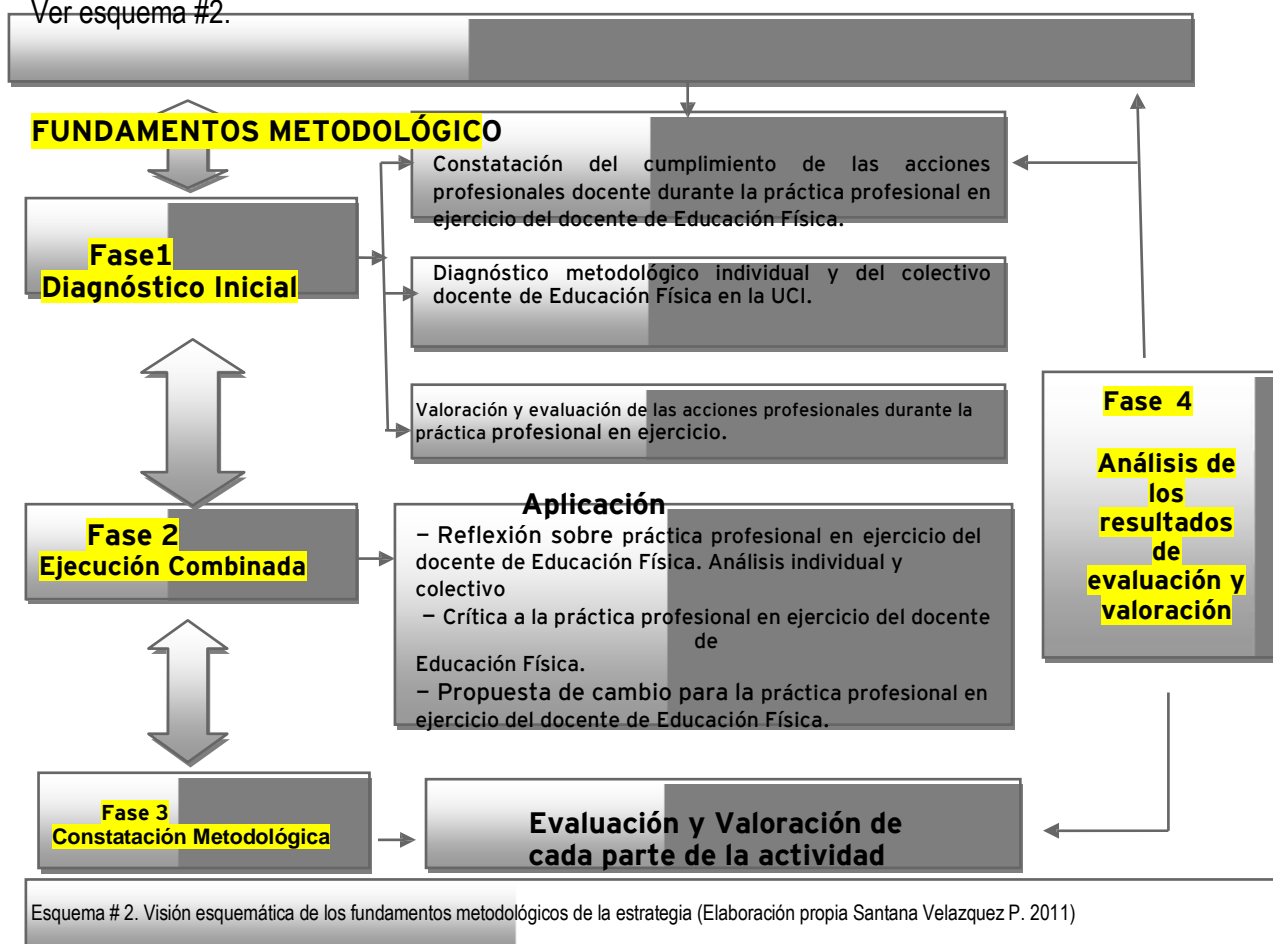 Ver esquema #2.
FUNDAMENTOS METODOLÓGICO
Constatación del cumplimiento de las acciones
profesionales docente durante la práctica profesional en
ejercicio del docente de Educación Física.
Fase1
Diagnóstico Inicial
Diagnóstico metodológico individual y del colectivo
docente de Educación Física en la UCI.
Valoración y evaluación de las acciones profesionales durante la
práctica profesional en ejercicio.
Fase 2
Ejecución Combinada
Aplicación
– Reflexión sobre práctica profesional en ejercicio del
docente de Educación Física. Análisis individual y
colectivo
– Crítica a la práctica profesional en ejercicio del docente
de
Educación Física.
– Propuesta de cambio para la práctica profesional en
ejercicio del docente de Educación Física.
Fase 4
Análisis de
los
resultados
de
evaluación y
valoración
Fase 3
Constatación Metodológica
Evaluación y Valoración de
cada parte de la actividad
Esquema # 2. Visión esquemática de los fundamentos metodológicos de la estrategia (Elaboración propia Santana Velazquez P. 2011)